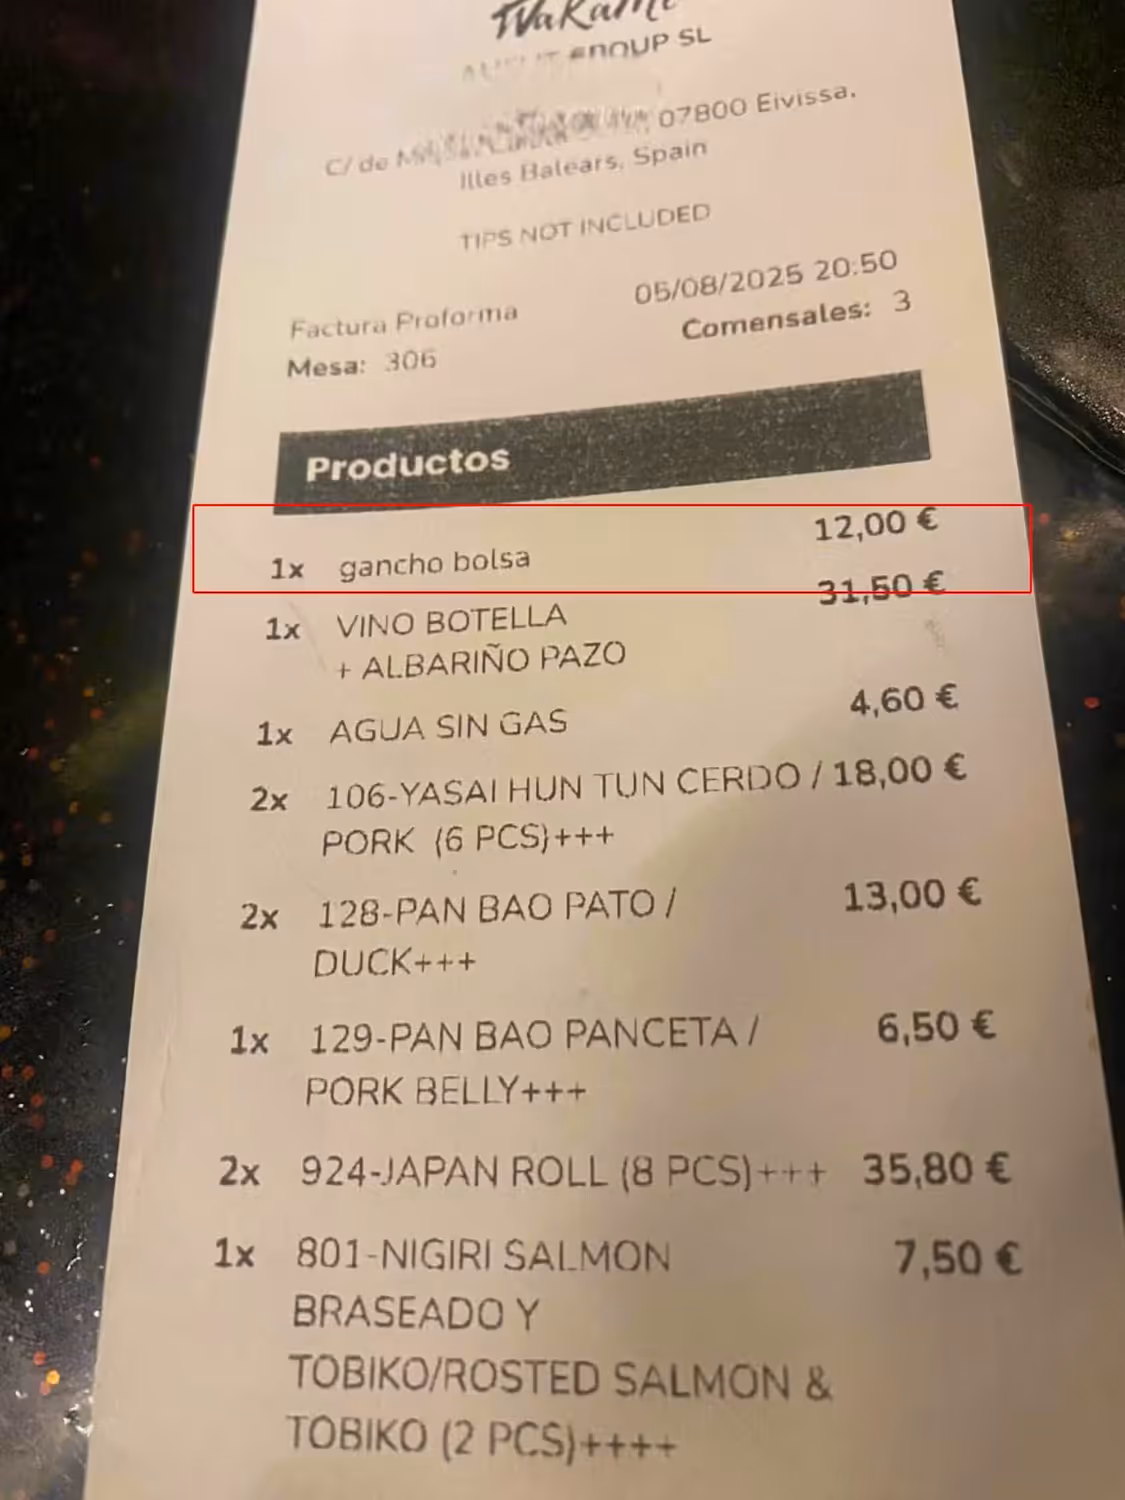 Wakame
GROUP SL
C/ de 07800 Eivissa,
Illes Balears, Spain
TIPS NOT INCLUDED
05/08/2025 20:50
Factura Proforma
Comensales: 3
Mesa: 306
Productos
1x gancho bolsa 12,00 €
1x VINO BOTELLA 31,50 €
+ ALBARIÑO PAZO
1x AGUA SIN GAS 4,60 €
2x 106-YASAI HUN TUN CERDO / 18,00 €
PORK (6 PCS)+++
2x 128-PAN BAO PATO / 13,00 €
DUCK+++
1x 129-PAN BAO PANCETA / 6,50 €
PORK BELLY+++
2x 924-JAPAN ROLL (8 PCS)+++ 35,80 €
1x 801-NIGIRI SALMON 7,50 €
BRASEADO Y
TOBIKO/ROSTED SALMON &
TOBIKO (2 PCS)++++